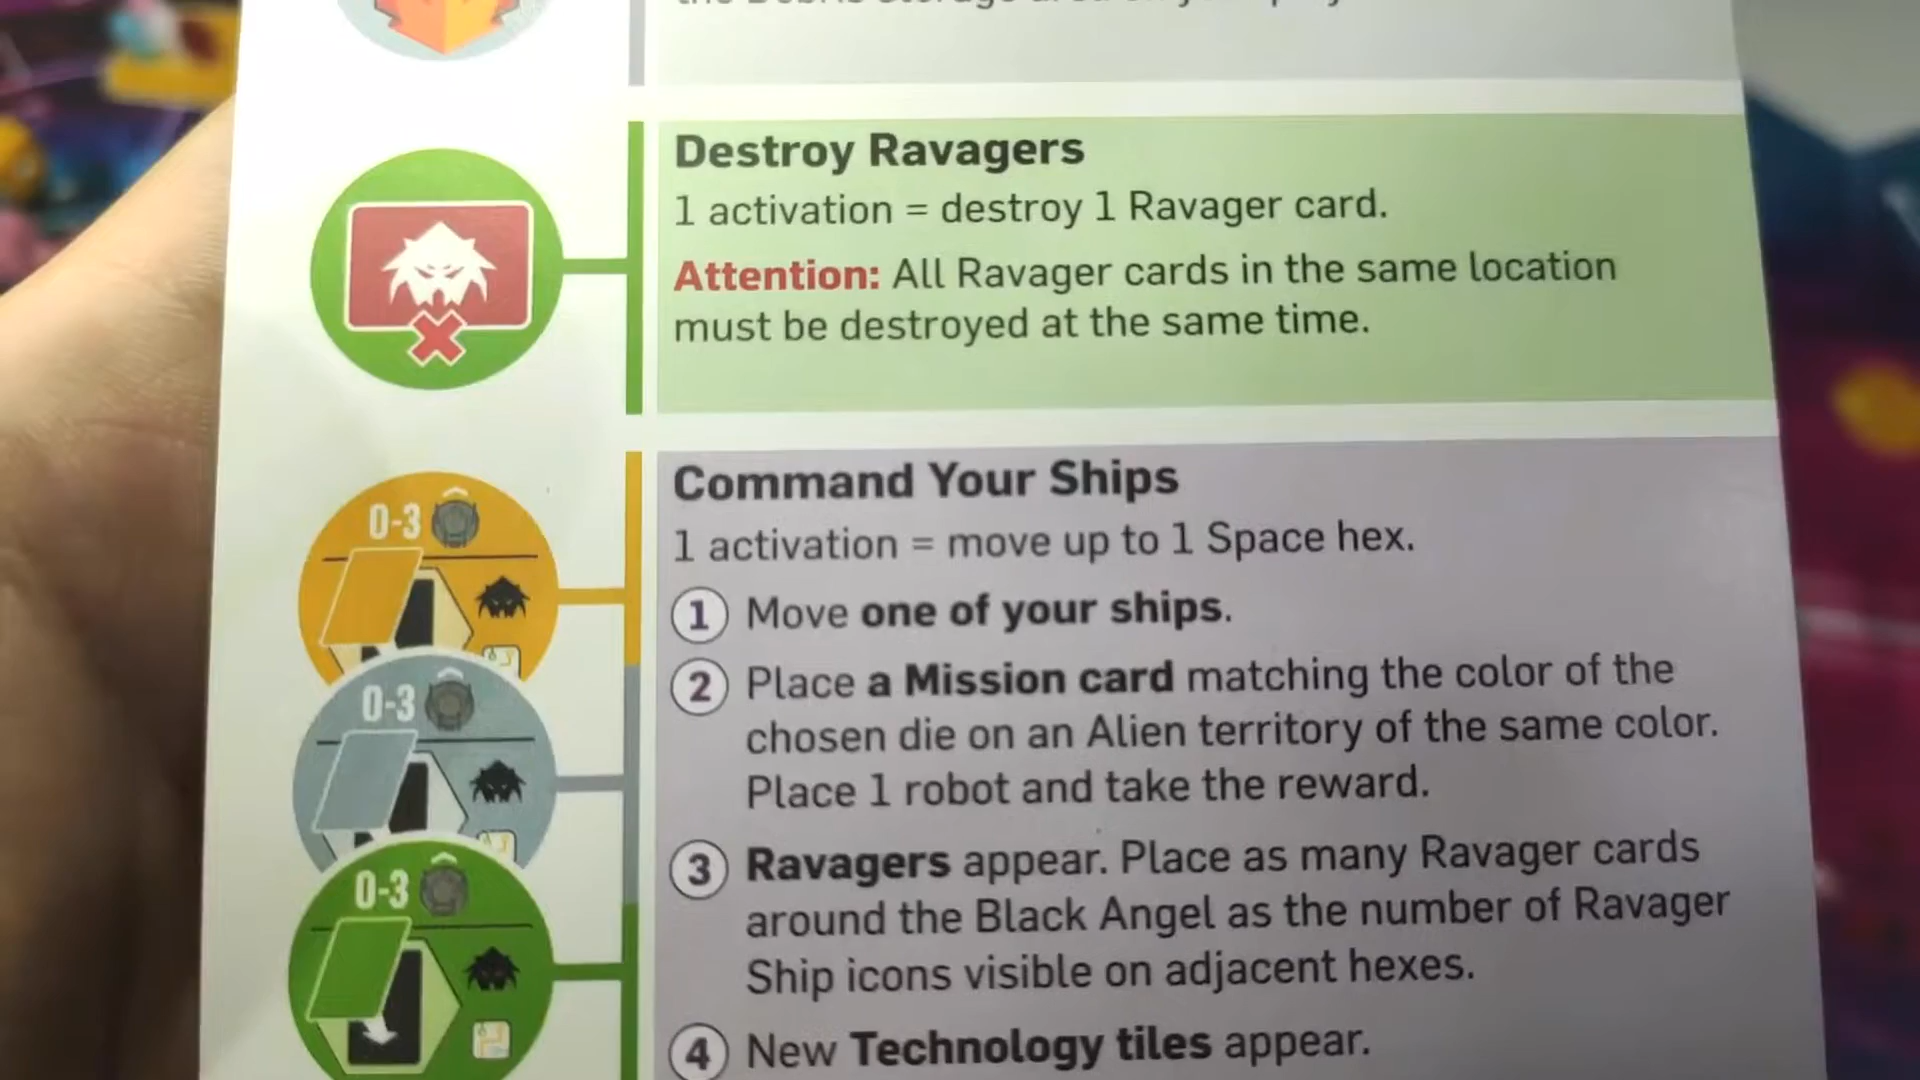 Destroy Ravagers
1 activation = destroy 1 Ravager card.
Attention: All Ravager cards in the same location
must be destroyed at the same time.
Command Your Ships
1 activation = move up to 1 Space hex.
0-3
1 Move one of your ships.
2 Place a Mission card matching the color of the
chosen die on an Alien territory of the same color.
Place 1 robot and take the reward.
0-3
3 Ravagers appear. Place as many Ravager cards
around the Black Angel as the number of Ravager
Ship icons visible on adjacent hexes.
0-3
4 New Technology tiles appear.